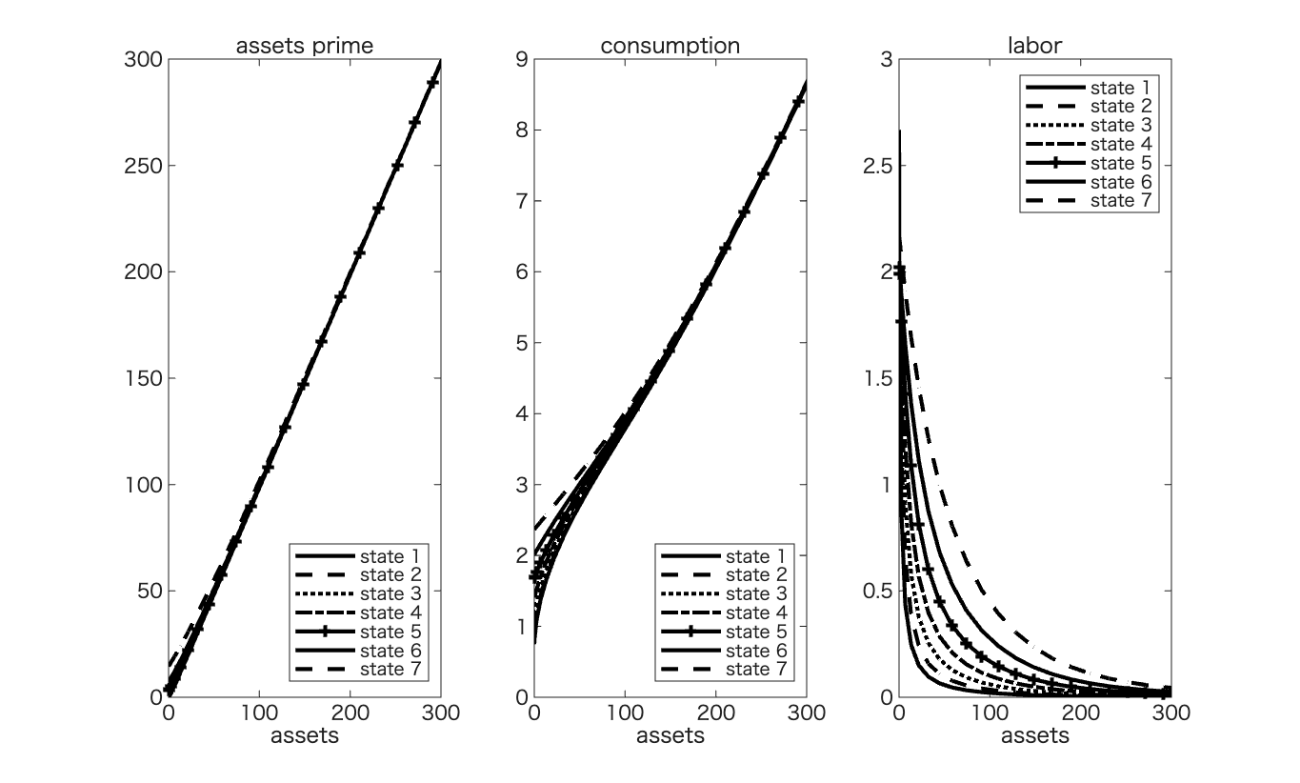 assets prime
300
250
200
150
100
50
0
0 100 200 300
assets
state 1
state 2
state 3
state 4
state 5
state 6
state 7
consumption
9
8
7
6
5
4
3
2
1
0
0 100 200 300
assets
state 1
state 2
state 3
state 4
state 5
state 6
state 7
labor
3
2.5
2
1.5
1
0.5
0
0 100 200 300
assets
state 1
state 2
state 3
state 4
state 5
state 6
state 7